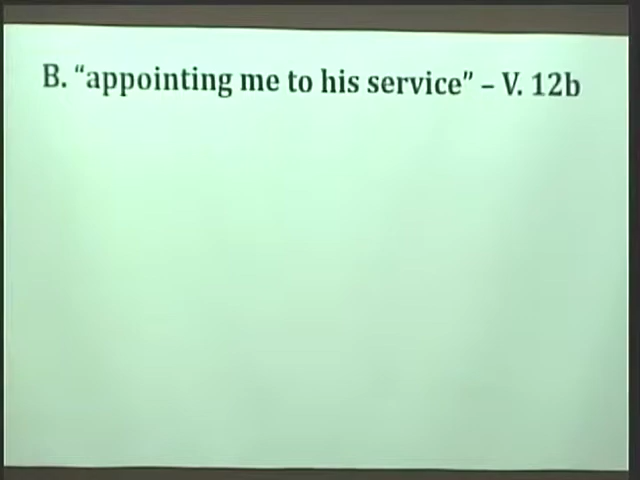 B. “appointing me to his service” – V. 12b